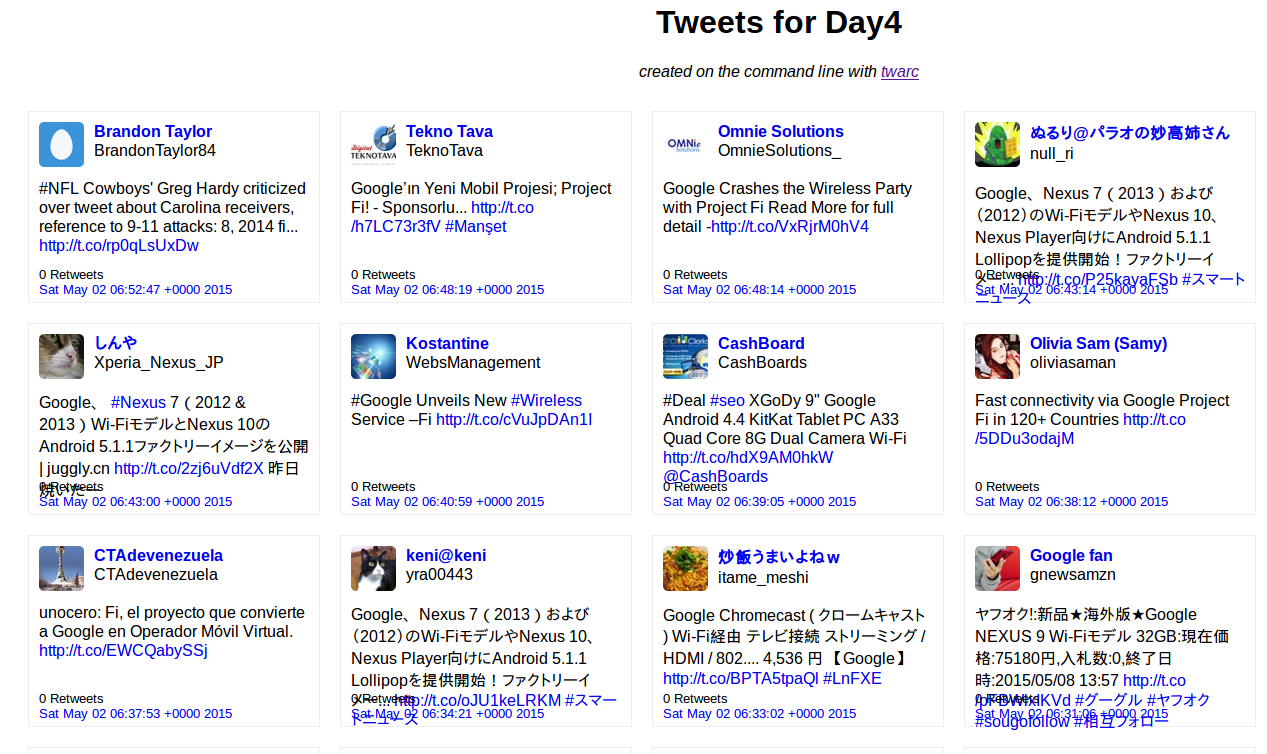 Tweets for Day4
created on the command line with twarc
Brandon Taylor
BrandonTaylor84
#NFL Cowboys' Greg Hardy criticized
over tweet about Carolina receivers,
reference to 9-11 attacks: 8, 2014 fi...
http://t.co/rp0qLsUxDw
0 Retweets
Sat May 02 06:52:47 +0000 2015
Digital
TEKNOTAVA
Tekno Tava
TeknoTava
Google'ın Yeni Mobil Projesi; Project
Fi! - Sponsorlu... http://t.co
/h7LC73r3fV #Manşet
0 Retweets
Sat May 02 06:48:19 +0000 2015
OMNie
Solutions
Omnie Solutions
OmnieSolutions_
Google Crashes the Wireless Party
with Project Fi Read More for full
detail -http://t.co/VxRjrM0hV4
0 Retweets
Sat May 02 06:48:14 +0000 2015
ぬるり@パラオの妙高姉さん
null_ri
Google、Nexus 7（2013）および
（2012）のWi-FiモデルやNexus 10、
Nexus Player向けにAndroid 5.1.1
Lollipopを提供開始！ファクトリーイ
メー... http://t.co/P25kayaFSb #スマート
ニュース
0 Retweets
Sat May 02 06:43:14 +0000 2015
しんや
Xperia_Nexus_JP
Google、 #Nexus 7（2012 &
2013）Wi-FiモデルとNexus 10の
Android 5.1.1ファクトリーイメージを公開
| juggly.cn http://t.co/2zj6uVdf2X 昨日
焼いたー
0 Retweets
Sat May 02 06:43:00 +0000 2015
Kostantine
WebsManagement
#Google Unveils New #Wireless
Service –Fi http://t.co/cVuJpDAn1I
0 Retweets
Sat May 02 06:40:59 +0000 2015
CashBoard
CashBoards
#Deal #seo XGoDy 9" Google
Android 4.4 KitKat Tablet PC A33
Quad Core 8G Dual Camera Wi-Fi
http://t.co/hdX9AM0hkW
@CashBoards
0 Retweets
Sat May 02 06:39:05 +0000 2015
Olivia Sam (Samy)
oliviasaman
Fast connectivity via Google Project
Fi in 120+ Countries http://t.co
/5DDu3odajM
0 Retweets
Sat May 02 06:38:12 +0000 2015
CTAdevenezuela
CTAdevenezuela
unocero: Fi, el proyecto que convierte
a Google en Operador Móvil Virtual.
http://t.co/EWCQabySSj
0 Retweets
Sat May 02 06:37:53 +0000 2015
keni@keni
yra00443
Google、Nexus 7（2013）および
（2012）のWi-FiモデルやNexus 10、
Nexus Player向けにAndroid 5.1.1
Lollipopを提供開始！ファクトリーイ
メー... http://t.co/oJU1keLRKM #スマー
トニュース
0 Retweets
Sat May 02 06:34:21 +0000 2015
炒飯うまいよねｗ
itame_meshi
Google Chromecast ( クロームキャスト
) Wi-Fi経由 テレビ接続 ストリーミング /
HDMI / 802.... 4,536 円 【 Google 】
http://t.co/BPTA5tpaQl #LnFXE
0 Retweets
Sat May 02 06:33:02 +0000 2015
Google fan
gnewsamzn
ヤフオク!:新品★海外版★Google
NEXUS 9 Wi-Fiモデル 32GB:現在価
格:75180円,入札数:0,終了日
時:2015/05/08 13:57 http://t.co
#グーグル #ヤフオク
#sougofollow #相互フォロー
0 Retweets
Sat May 02 06:31:06 +0000 2015